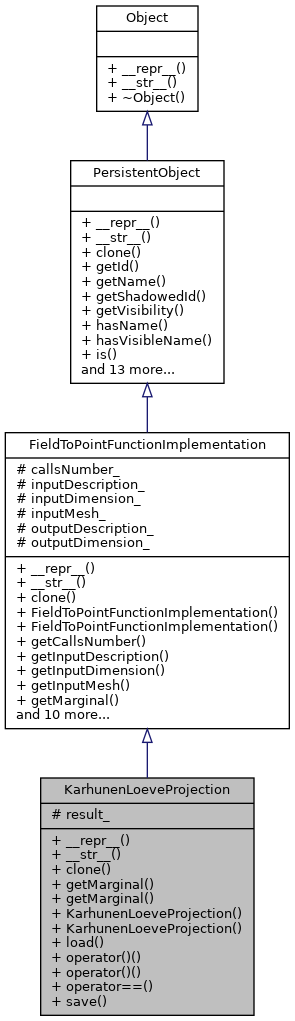 Object
+ __repr__()
+ __str__()
+ ~Object()
PersistentObject
+ __repr__()
+ __str__()
+ clone()
+ getId()
+ getName()
+ getShadowedId()
+ getVisibility()
+ hasName()
+ hasVisibleName()
+ is()
and 13 more...
FieldToPointFunctionImplementation
# callsNumber_
# inputDescription_
# inputDimension_
# inputMesh_
# outputDescription_
# outputDimension_
+ __repr__()
+ __str__()
+ clone()
+ FieldToPointFunctionImplementation()
+ FieldToPointFunctionImplementation()
+ getCallsNumber()
+ getInputDescription()
+ getInputDimension()
+ getInputMesh()
+ getMarginal()
and 10 more...
KarhunenLoeveProjection
# result_
+ __repr__()
+ __str__()
+ clone()
+ getMarginal()
+ getMarginal()
+ KarhunenLoeveProjection()
+ KarhunenLoeveProjection()
+ load()
+ operator()()
+ operator()()
+ operator==()
+ save()